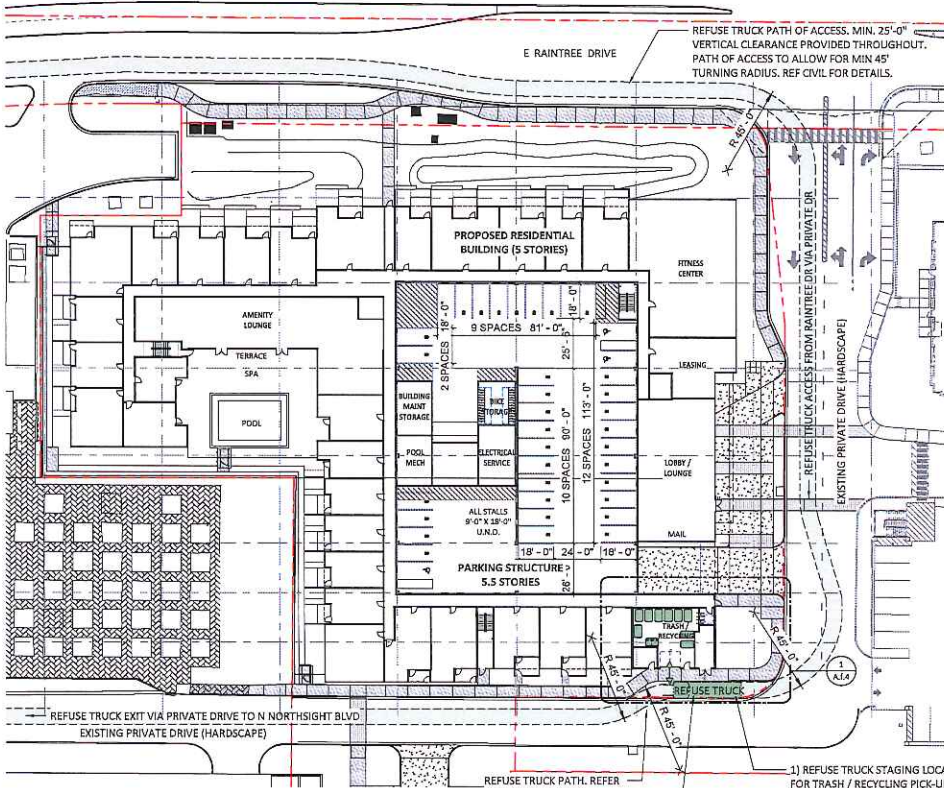 REFUSE TRUCK PATH OF ACCESS. MIN. 25'-0"
VERTICAL CLEARANCE PROVIDED THROUGHOUT.
PATH OF ACCESS TO ALLOW FOR MIN 45'
TURNING RADIUS. REF CIVIL FOR DETAILS.
E RAINTREE DRIVE
R 45' - 0"
PROPOSED RESIDENTIAL
BUILDING (5 STORIES)
FITNESS
CENTER
REFUSE TRUCK ACCESS FROM RAINTREE DR VIA PRIVATE DR
EXISTING PRIVATE DRIVE (HARDSCAPE)
AMENITY
LOUNGE
TERRACE
SPA
POOL
18' - 0"
2 SPACES
9 SPACES 81' - 0"
18' - 0"
25' - 6"
LEASING
BUILDING
MAINT
STORAGE
BIKE
STORAGE
POOL
MECH
ELECTRICAL
SERVICE
10 SPACES 90' - 0"
12 SPACES 113' - 0"
LOBBY /
LOUNGE
MAIL
ALL STALLS
9'-0" X 18'-0"
U.N.O.
18' - 0" 24' - 0" 18' - 0"
PARKING STRUCTURE
5.5 STORIES
TRASH /
RECYCLING
R 45' - 0"
R 45' - 0"
R 45' - 0"
REFUSE TRUCK
1
A.f.4
REFUSE TRUCK EXIT VIA PRIVATE DRIVE TO N NORTHSIGHT BLVD
EXISTING PRIVATE DRIVE (HARDSCAPE)
REFUSE TRUCK PATH. REFER
1) REFUSE TRUCK STAGING LOCA
FOR TRASH / RECYCLING PICK-U